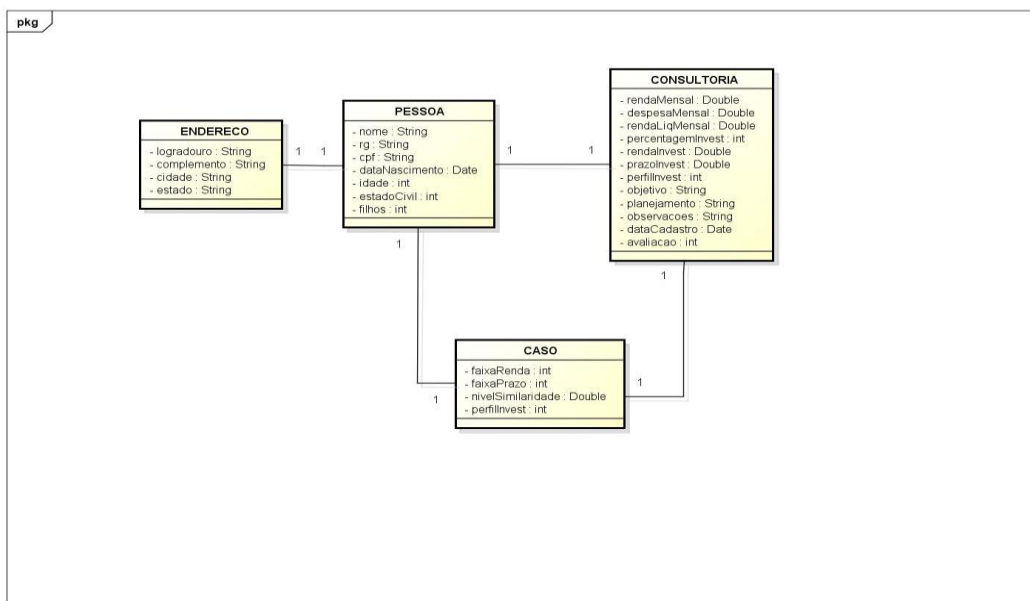 pkg
ENDERECO
- logradouro : String
- complemento : String
- cidade : String
- estado : String
1
1
PESSOA
- nome : String
- rg : String
- cpf : String
- dataNascimento : Date
- idade : int
- estadoCivil : int
- filhos : int
1
1
CONSULTORIA
- rendaMensal : Double
- despesaMensal : Double
- rendaLiqMensal : Double
- percentagemInvest : int
- rendaInvest : Double
- prazoInvest : Double
- perfilInvest : int
- objetivo : String
- planejamento : String
- observacoes : String
- dataCadastro : Date
- avaliacao : int
1
1
CASO
- faixaRenda : int
- faixaPrazo : int
- nivelSimilaridade : Double
- perfilInvest : int
1
1